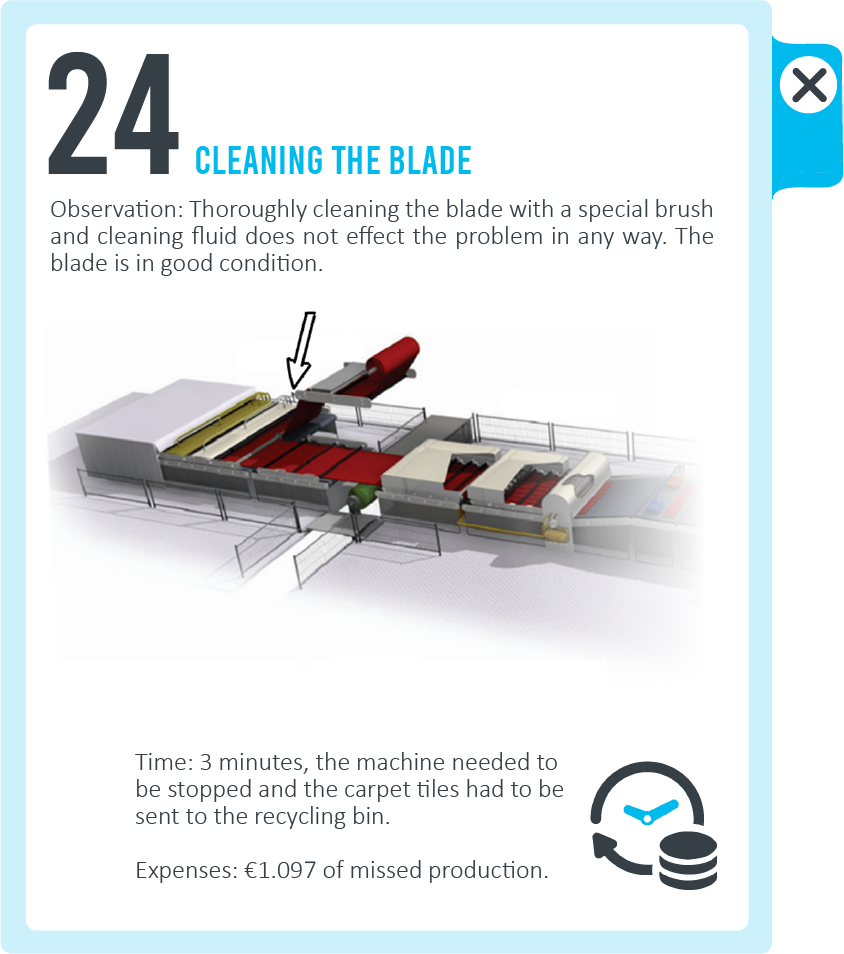 24 CLEANING THE BLADE
Observation: Thoroughly cleaning the blade with a special brush
and cleaning fluid does not effect the problem in any way. The
blade is in good condition.
Time: 3 minutes, the machine needed to
be stopped and the carpet tiles had to be
sent to the recycling bin.
Expenses: €1.097 of missed production.